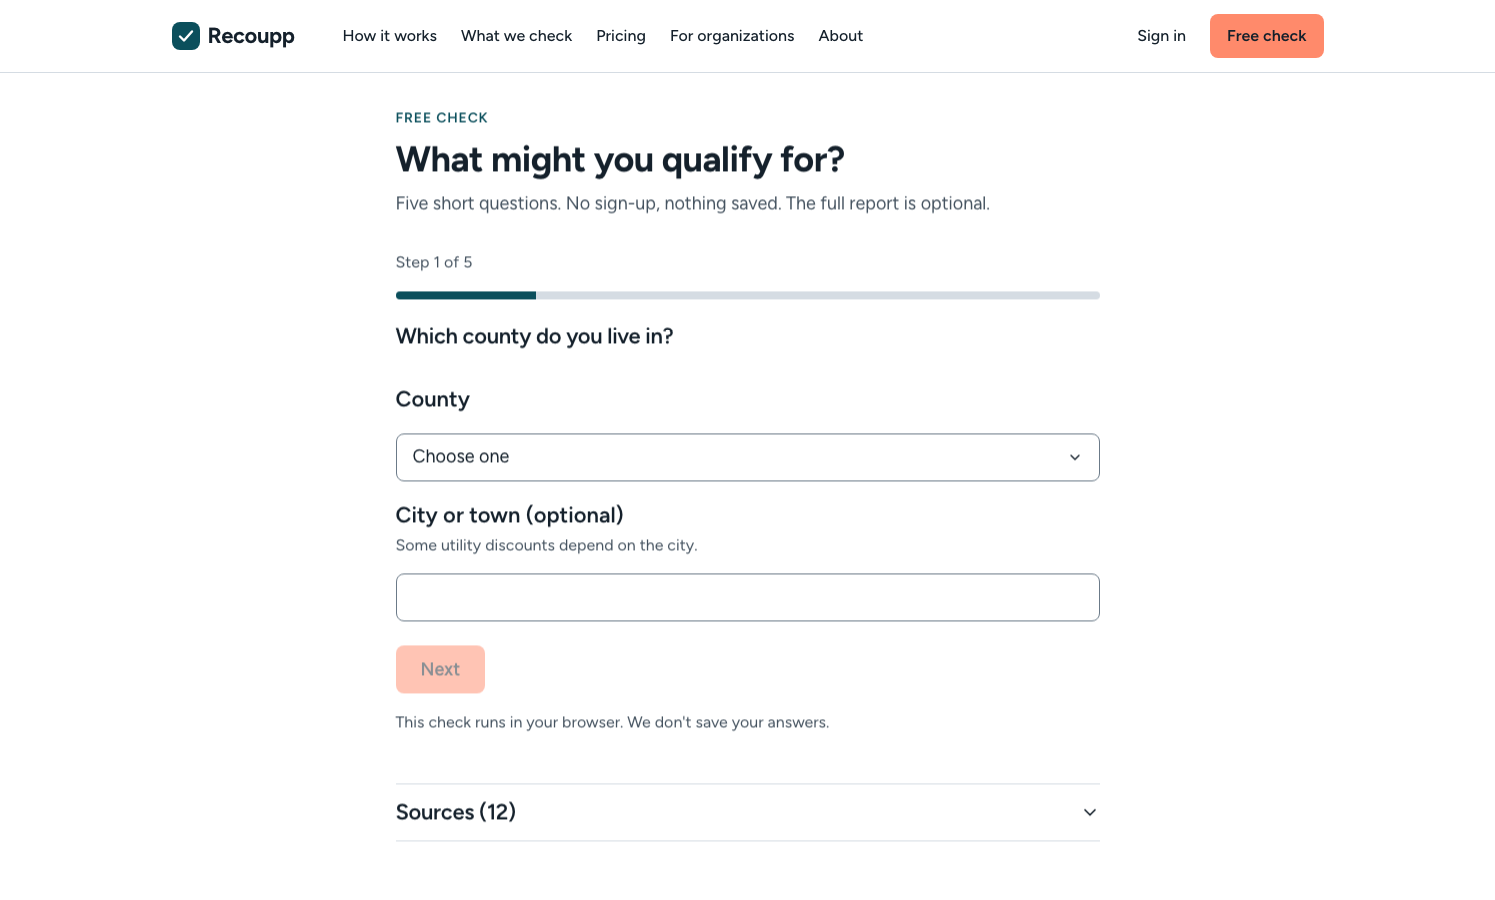 Recoupp
How it works
What we check
Pricing
For organizations
About
Sign in
Free check
FREE CHECK
What might you qualify for?
Five short questions. No sign-up, nothing saved. The full report is optional.
Step 1 of 5
Which county do you live in?
County
Choose one
City or town (optional)
Some utility discounts depend on the city.
Next
This check runs in your browser. We don't save your answers.
Sources (12)